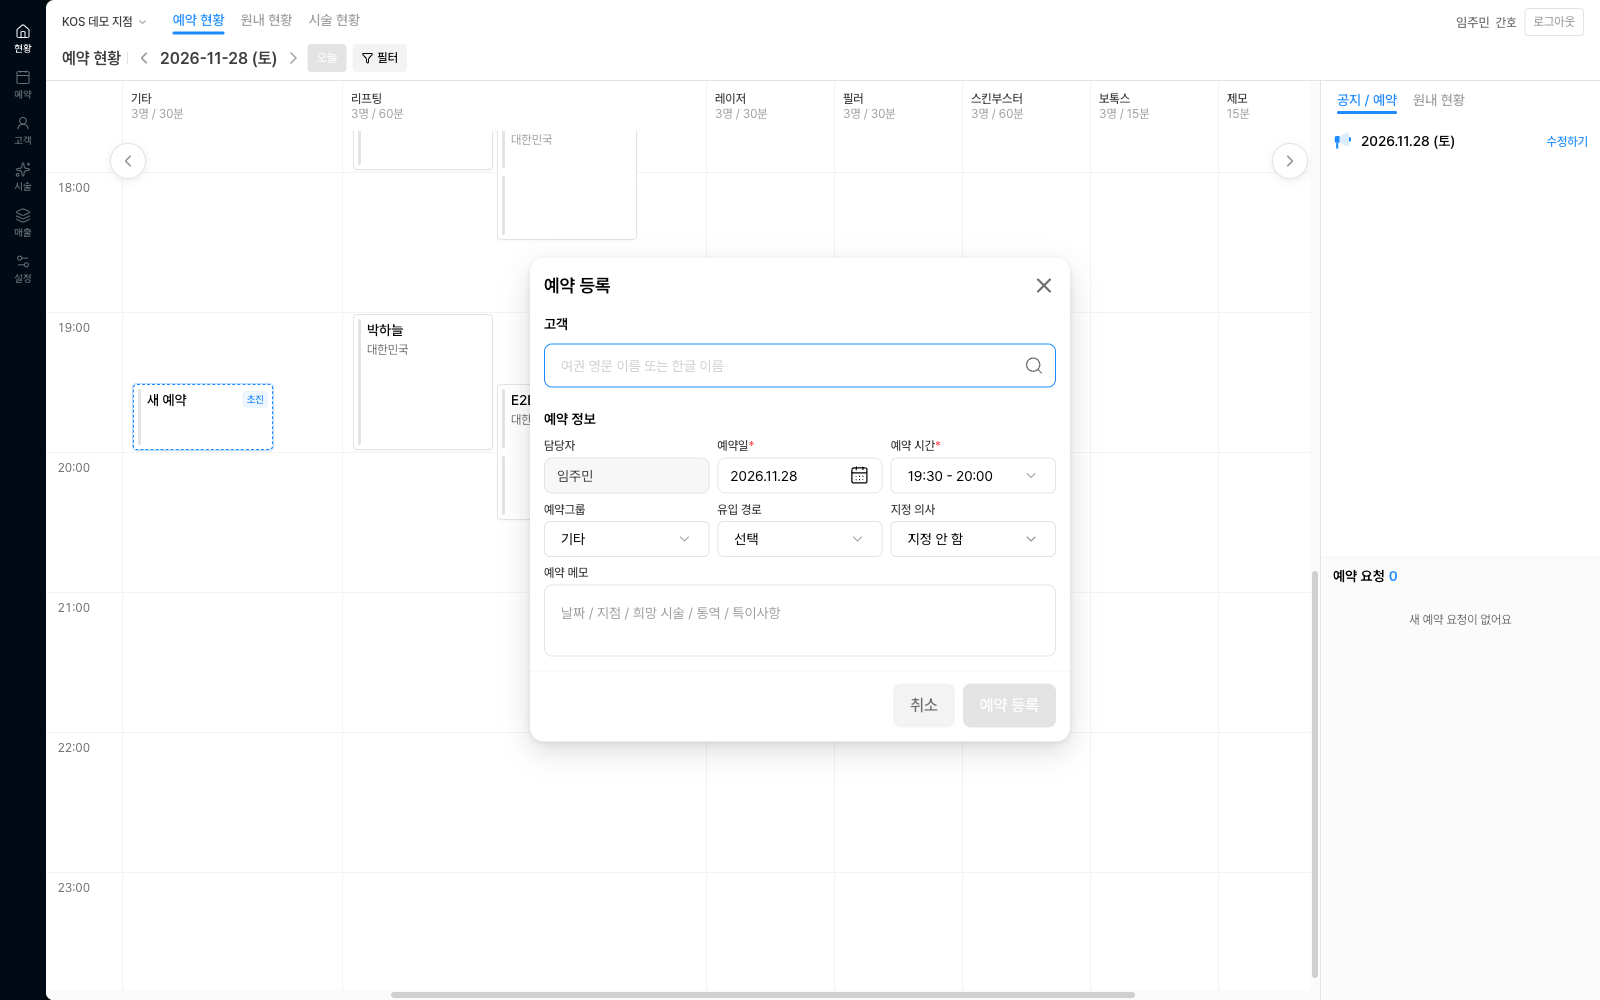 현황
예약
고객
시술
매출
설정
KOS 데모 지점
예약 현황
원내 현황
시술 현황
임주민 간호
로그아웃
예약 현황
2026-11-28 (토)
오늘
필터
기타
3명 / 30분
리프팅
3명 / 60분
레이저
3명 / 30분
필러
3명 / 30분
스킨부스터
3명 / 60분
보톡스
3명 / 15분
제모
15분
대한민국
18:00
19:00
20:00
21:00
22:00
23:00
새 예약
초진
박하늘
대한민국
대한
예약 등록
고객
여권 영문 이름 또는 한글 이름
예약 정보
담당자
임주민
예약일*
2026.11.28
예약 시간*
19:30 - 20:00
예약그룹
기타
유입 경로
선택
지정 의사
지정 안 함
예약 메모
날짜 / 지점 / 희망 시술 / 통역 / 특이사항
취소
예약 등록
공지 / 예약
원내 현황
2026.11.28 (토)
수정하기
예약 요청 0
새 예약 요청이 없어요